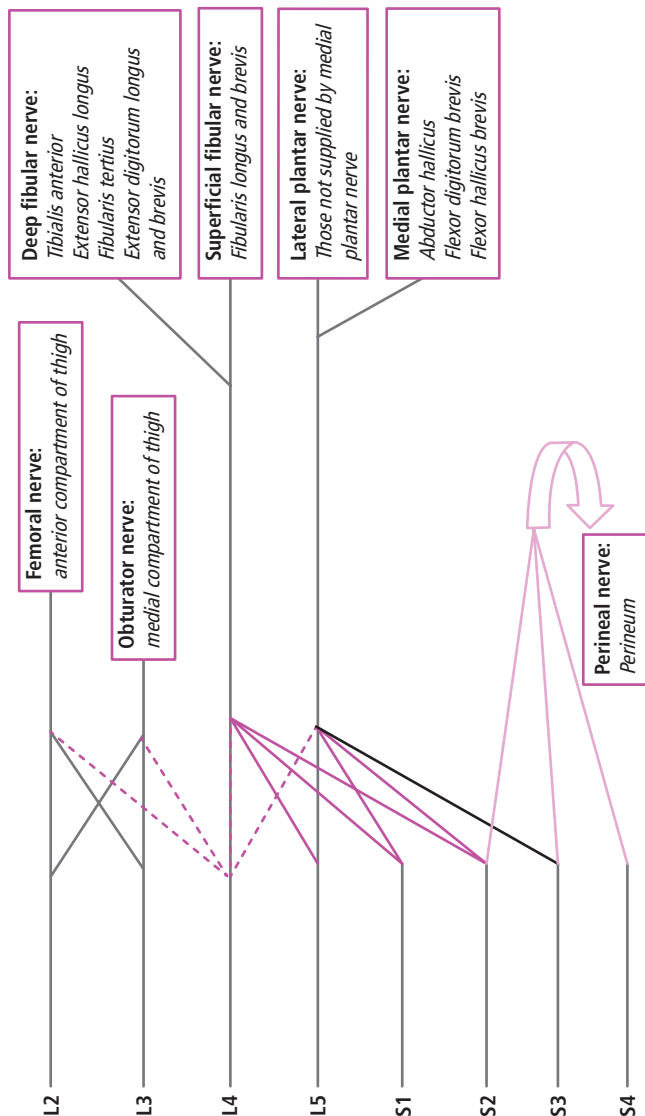 L2
L3
L4
L5
S1
S2
S3
S4
Femoral nerve:
anterior compartment of thigh
Obturator nerve:
medial compartment of thigh
Deep fibular nerve:
Tibialis anterior
Extensor hallicus longus
Fibularis tertius
Extensor digitorum longus
and brevis
Superficial fibular nerve:
Fibularis longus and brevis
Lateral plantar nerve:
Those not supplied by medial
plantar nerve
Medial plantar nerve:
Abductor hallicus
Flexor digitorum brevis
Flexor hallicus brevis
Perineal nerve:
Perineum